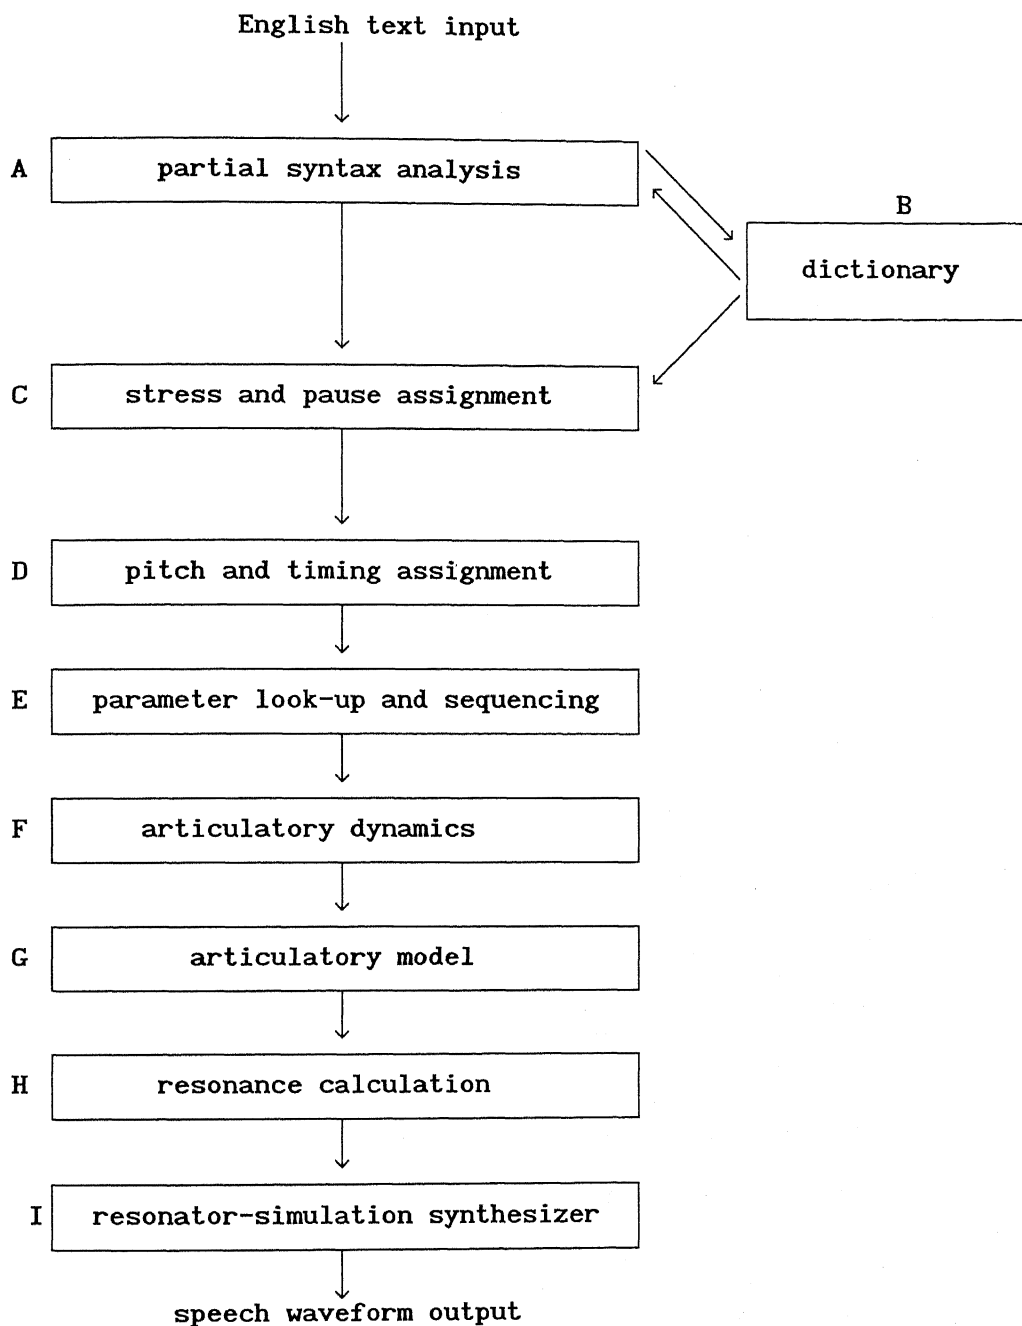 English text input
A partial syntax analysis
B
dictionary
C stress and pause assignment
D pitch and timing assignment
E parameter look-up and sequencing
F articulatory dynamics
G articulatory model
H resonance calculation
I resonator-simulation synthesizer
speech waveform output